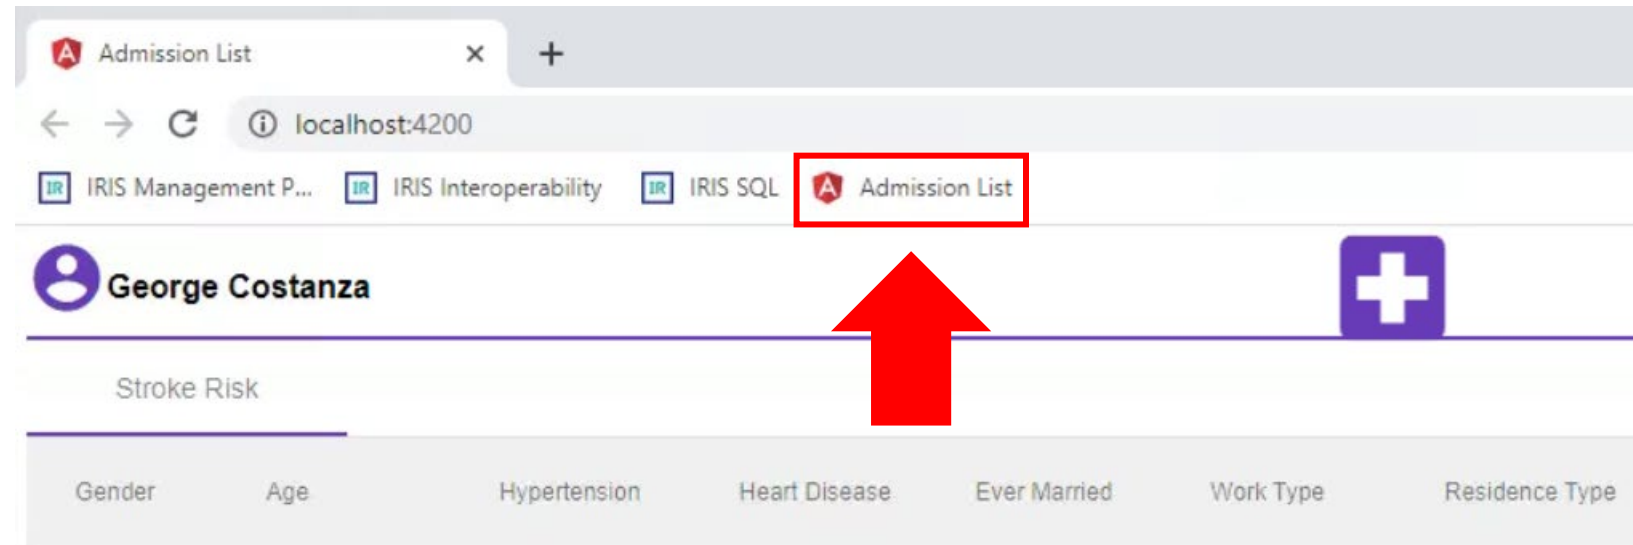 Admission List
localhost:4200
IRIS Management P... IRIS Interoperability IRIS SQL Admission List
George Costanza
Stroke Risk
Gender Age Hypertension Heart Disease Ever Married Work Type Residence Type